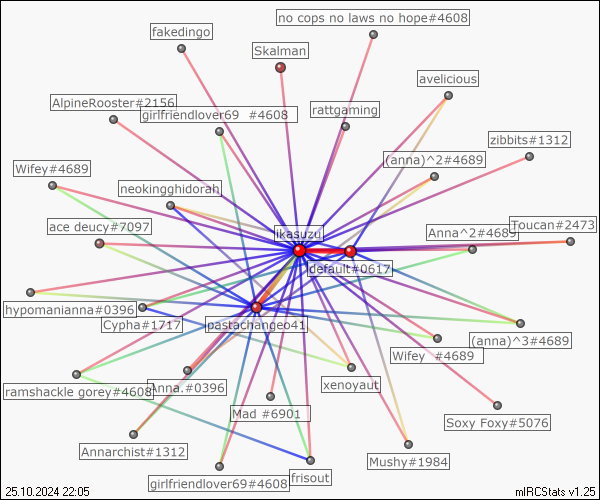 no cops no laws no hope#4608
fakedingo
Skalman
avelicious
AlpineRooster#2156
girlfriendlover69 #4608
rattgaming
zibbits#1312
(anna)^2#4689
Wifey#4689
neokingghidorah
ace deucy#7097
Toucan#2473
ikasuzu
Anna^2#4689
default#0617
hypomanianna#0396
Cypha#1717
pastachangeo41
(anna)^3#4689
Wifey #4689
xenoyaut
ramshackle gorey#4608
Anna.#0396
Mad #6901
Soxy Foxy#5076
Annarchist#1312
Mushy#1984
frisout
girlfriendlover69#4608
25.10.2024 22:05
mIRCStats v1.25